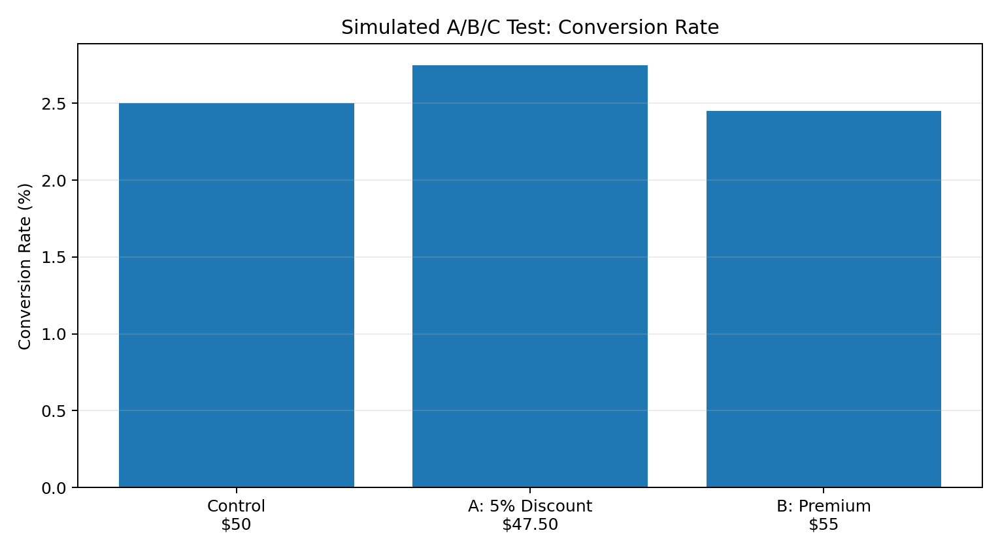 Simulated A/B/C Test: Conversion Rate
Conversion Rate (%)
2.5
2.0
1.5
1.0
0.5
0.0
Control
$50
A: 5% Discount
$47.50
B: Premium
$55